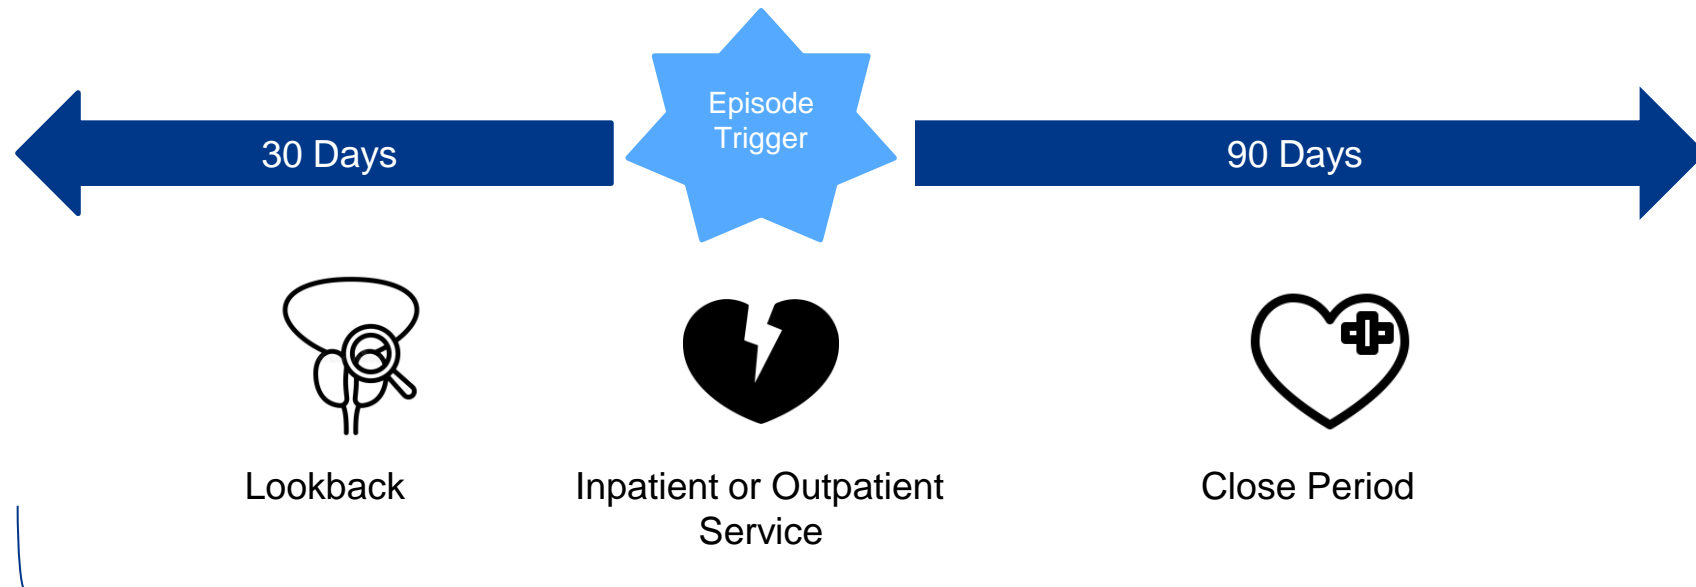 Episode
Trigger
30 Days
90 Days
Lookback
Inpatient or Outpatient
Service
Close Period